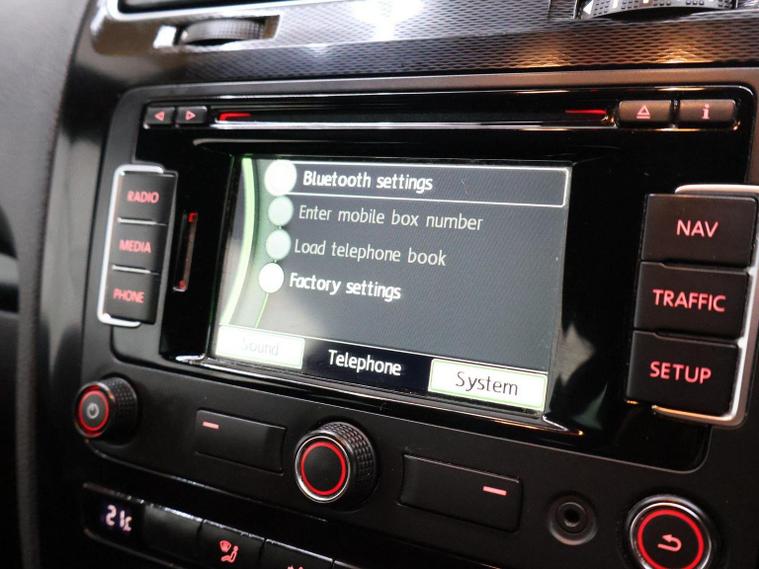 i
RADIO
MEDIA
PHONE
Bluetooth settings
Enter mobile box number
Load telephone book
Factory settings
Sound
Telephone
System
NAV
TRAFFIC
SETUP
21°C